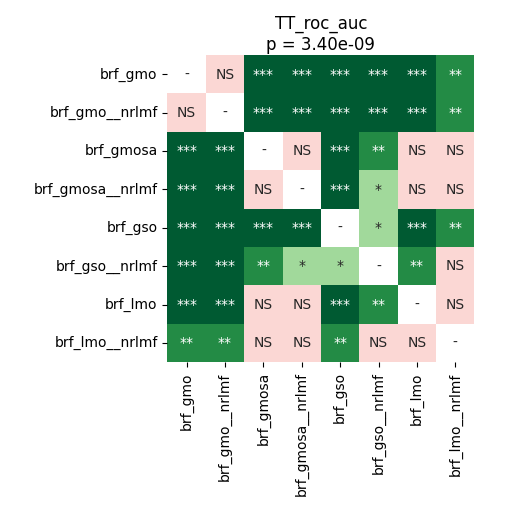 TT_roc_auc
p = 3.40e-09
brf_gmo - NS *** *** *** *** *** **
brf_gmo__nrlmf NS - *** *** *** *** *** **
brf_gmosa *** *** - NS *** ** NS NS
brf_gmosa__nrlmf *** *** NS - *** * NS NS
brf_gso *** *** *** *** - * *** **
brf_gso__nrlmf *** *** ** * * - ** NS
brf_lmo *** *** NS NS *** ** - NS
brf_lmo__nrlmf ** ** NS NS ** NS NS -
brf_gmo
brf_gmo__nrlmf
brf_gmosa
brf_gmosa__nrlmf
brf_gso
brf_gso__nrlmf
brf_lmo
brf_lmo__nrlmf